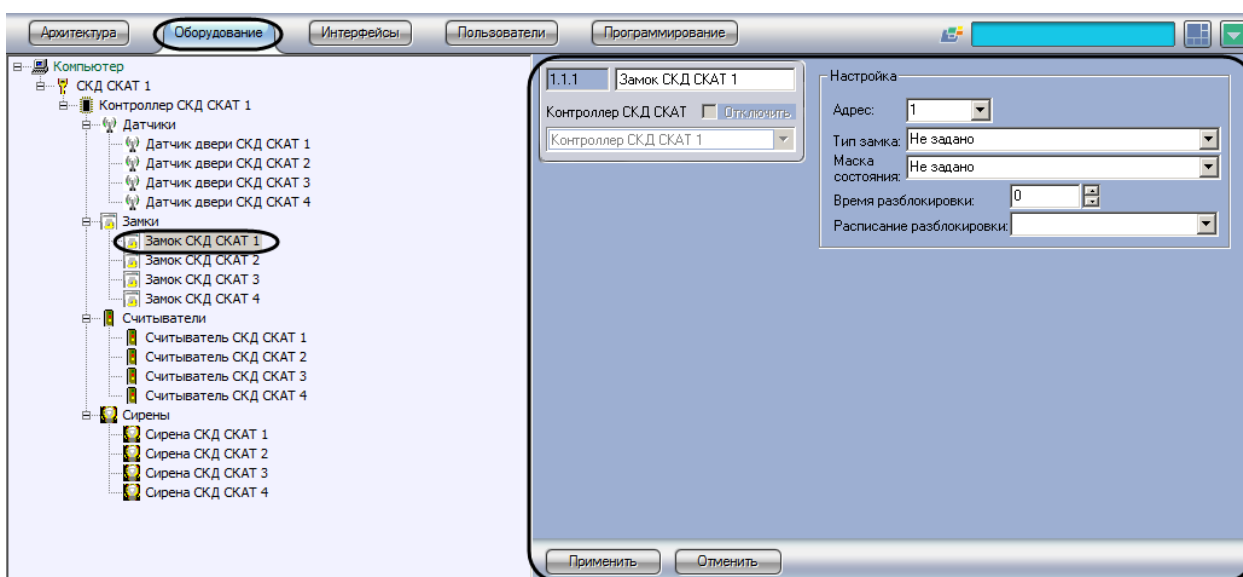 Архитектура Оборудование Интерфейсы Пользователи Программирование
Компьютер
СКД СКАТ 1
Контроллер СКД СКАТ 1
Датчики
Датчик двери СКД СКАТ 1
Датчик двери СКД СКАТ 2
Датчик двери СКД СКАТ 3
Датчик двери СКД СКАТ 4
Замки
Замок СКД СКАТ 1
Замок СКД СКАТ 2
Замок СКД СКАТ 3
Замок СКД СКАТ 4
Считыватели
Считыватель СКД СКАТ 1
Считыватель СКД СКАТ 2
Считыватель СКД СКАТ 3
Считыватель СКД СКАТ 4
Сирены
Сирена СКД СКАТ 1
Сирена СКД СКАТ 2
Сирена СКД СКАТ 3
Сирена СКД СКАТ 4
1.1.1 Замок СКД СКАТ 1
Контроллер СКД СКАТ Отключить
Контроллер СКД СКАТ 1
Настройка
Адрес: 1
Тип замка: Не задано
Маска
состояния: Не задано
Время разблокировки: 0
Расписание разблокировки:
Применить Отменить